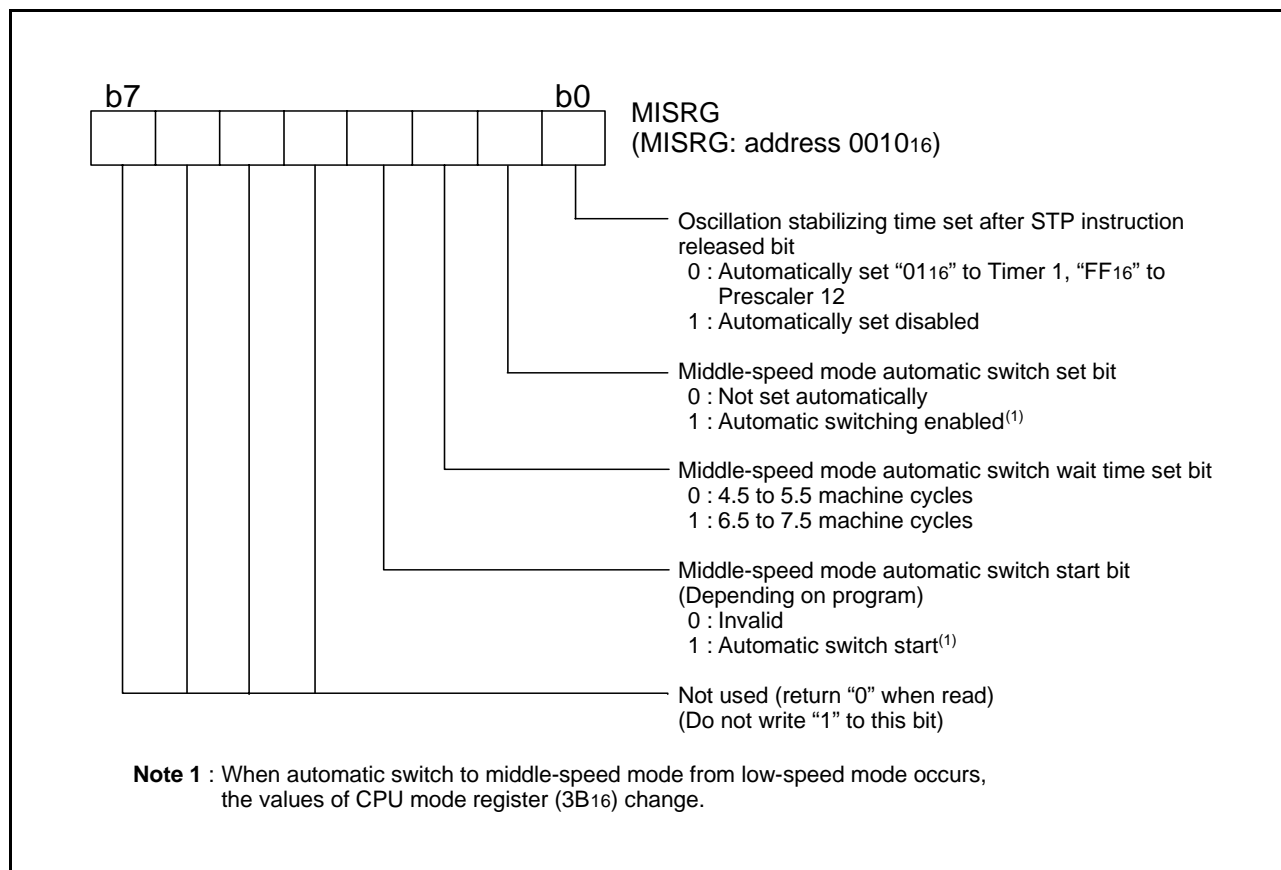 b7 b0
MISRG
(MISRG: address 0010₁₆)
Oscillation stabilizing time set after STP instruction
released bit
0 : Automatically set “01₁₆” to Timer 1, “FF₁₆” to
Prescaler 12
1 : Automatically set disabled
Middle-speed mode automatic switch set bit
0 : Not set automatically
1 : Automatic switching enabled⁽¹⁾
Middle-speed mode automatic switch wait time set bit
0 : 4.5 to 5.5 machine cycles
1 : 6.5 to 7.5 machine cycles
Middle-speed mode automatic switch start bit
(Depending on program)
0 : Invalid
1 : Automatic switch start⁽¹⁾
Not used (return “0” when read)
(Do not write “1” to this bit)
Note 1 : When automatic switch to middle-speed mode from low-speed mode occurs,
the values of CPU mode register (3B₁₆) change.